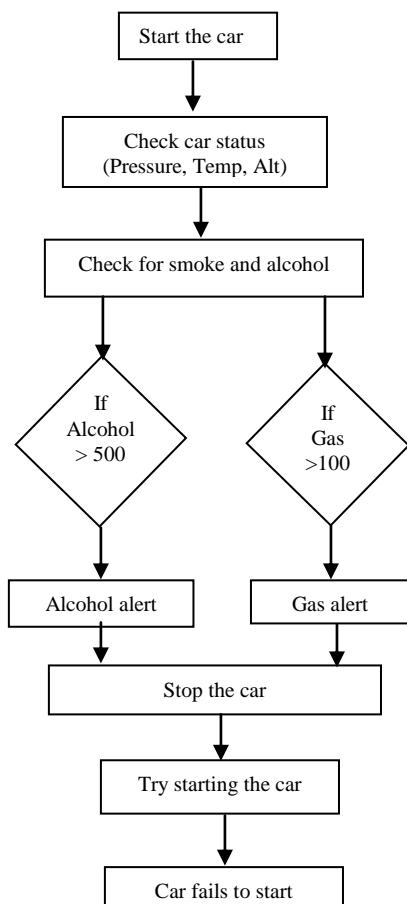 Start the car
Check car status
(Pressure, Temp, Alt)
Check for smoke and alcohol
If
Alcohol
> 500
If
Gas
>100
Alcohol alert
Gas alert
Stop the car
Try starting the car
Car fails to start